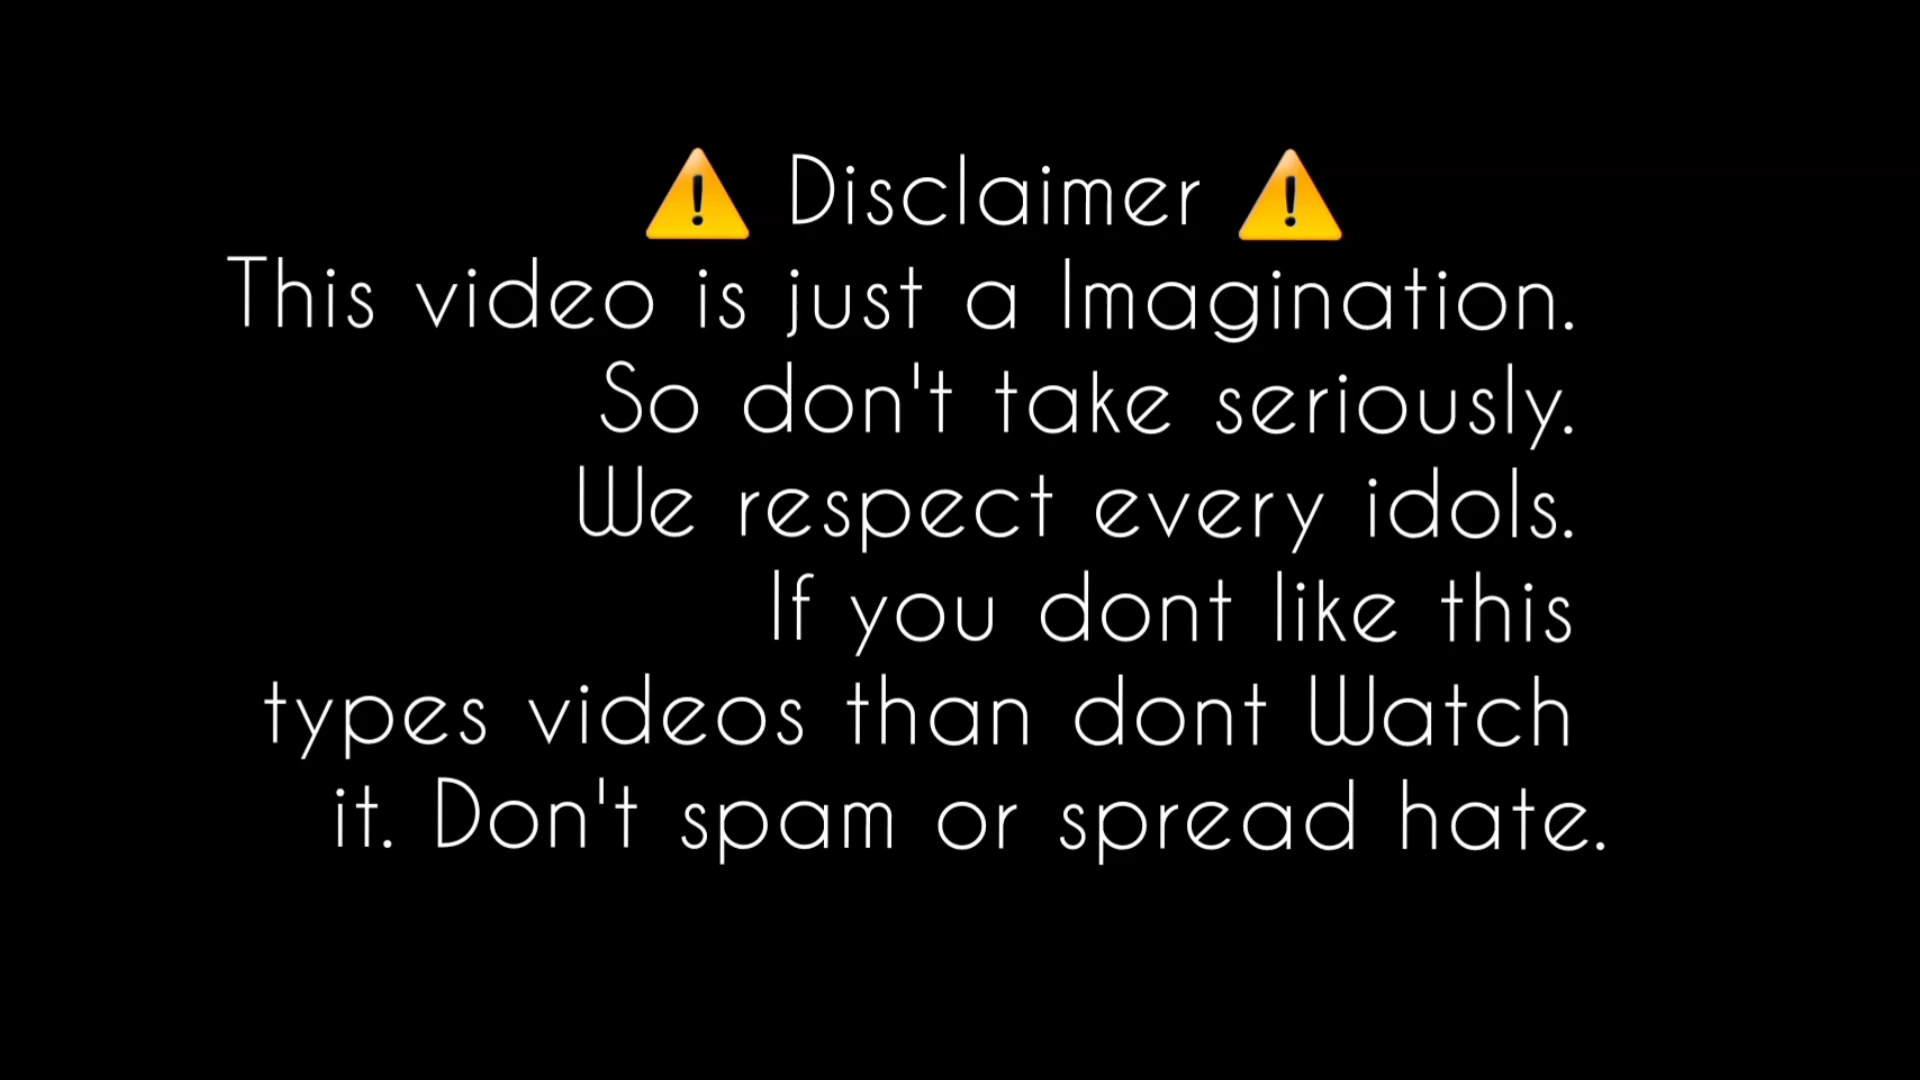 ⚠️ Disclaimer ⚠️
This video is just a Imagination.
So don't take seriously.
We respect every idols.
If you dont like this
types videos than dont Watch
it. Don't spam or spread hate.